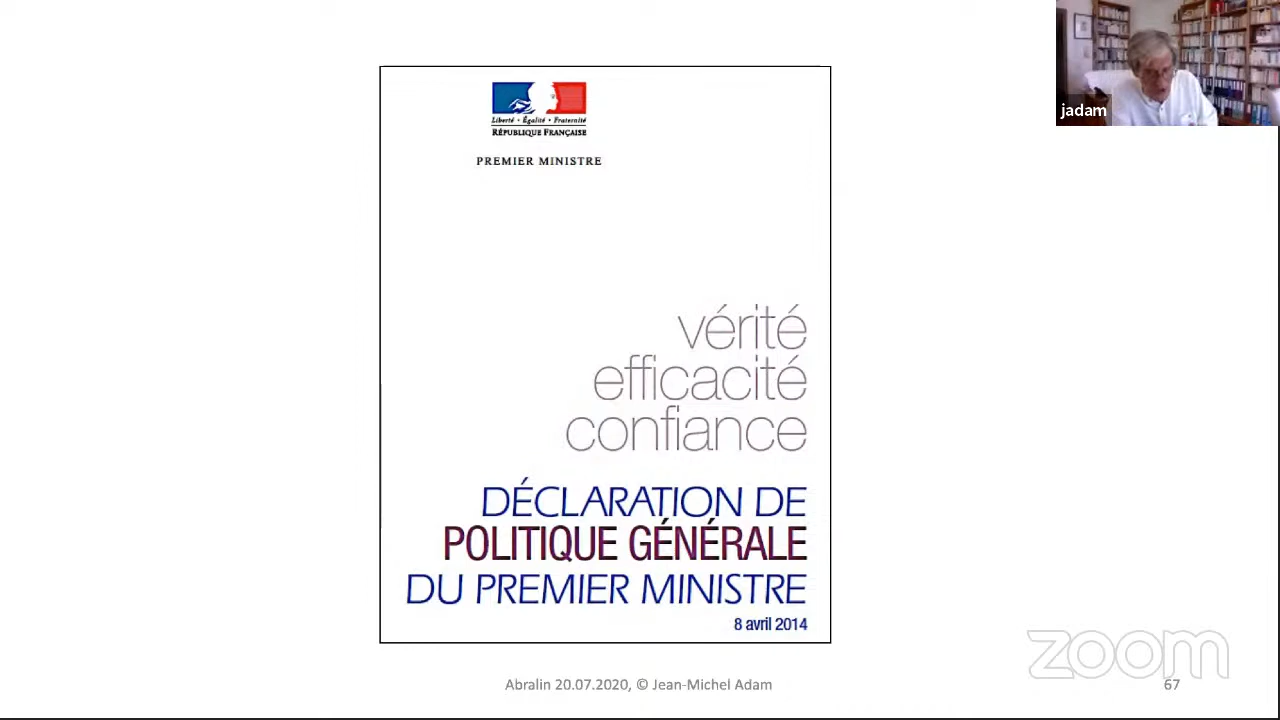 Liberté • Égalité • Fraternité
RÉPUBLIQUE FRANÇAISE
PREMIER MINISTRE
vérité
efficacité
confiance
DÉCLARATION DE
POLITIQUE GÉNÉRALE
DU PREMIER MINISTRE
8 avril 2014
Abralin 20.07.2020, © Jean-Michel Adam
67
jadam
zoom